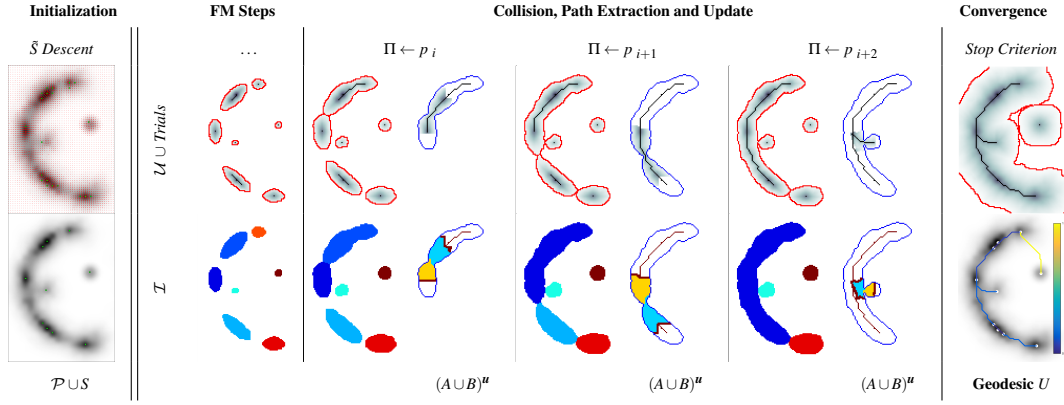 Initialization FM Steps Collision, Path Extraction and Update Convergence
S̃ Descent … Π ← p i Π ← p i+1 Π ← p i+2 Stop Criterion
U ∪ Trials
I
P ∪ S (A ∪ B)ᵘ (A ∪ B)ᵘ (A ∪ B)ᵘ Geodesic U